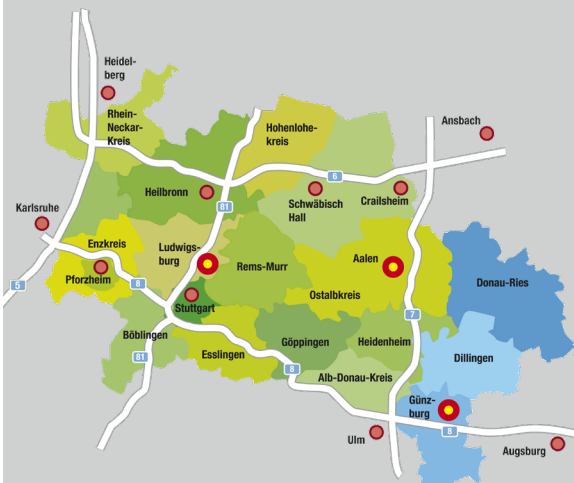 Heidel-
berg
Rhein-
Neckar-
Kreis
Hohenlohe-
kreis
Ansbach
6
Heilbronn
Schwäbisch
Hall
Crailsheim
Karlsruhe
81
Enzkreis
Ludwigs-
burg
Rems-Murr
Aalen
Pforzheim
8
5
Donau-Ries
Ostalbkreis
Stuttgart
7
Böblingen
81
Esslingen
Göppingen
Heidenheim
Dillingen
8
Alb-Donau-Kreis
Günz-
burg
8
Ulm
Augsburg